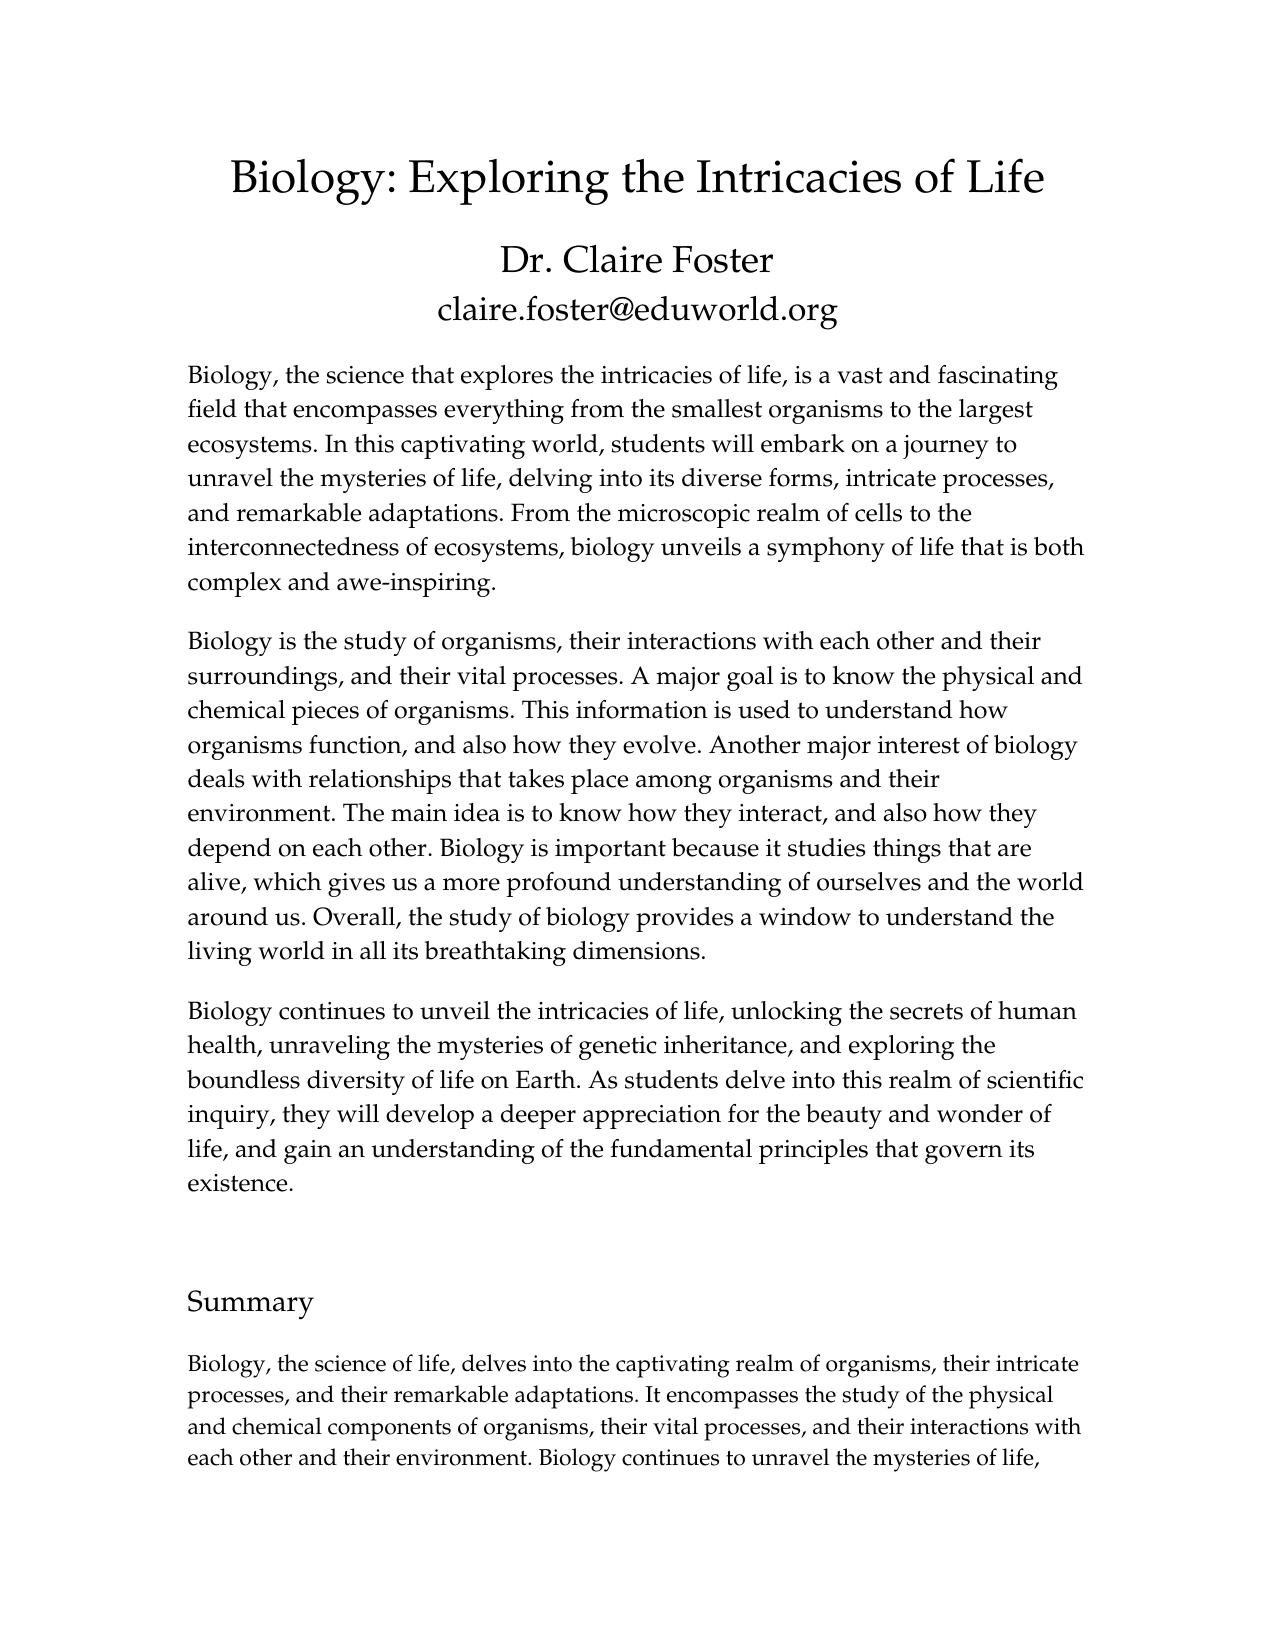 Biology: Exploring the Intricacies of Life
Dr. Claire Foster
claire.foster@eduworld.org
Biology, the science that explores the intricacies of life, is a vast and fascinating
field that encompasses everything from the smallest organisms to the largest
ecosystems. In this captivating world, students will embark on a journey to
unravel the mysteries of life, delving into its diverse forms, intricate processes,
and remarkable adaptations. From the microscopic realm of cells to the
interconnectedness of ecosystems, biology unveils a symphony of life that is both
complex and awe-inspiring.
Biology is the study of organisms, their interactions with each other and their
surroundings, and their vital processes. A major goal is to know the physical and
chemical pieces of organisms. This information is used to understand how
organisms function, and also how they evolve. Another major interest of biology
deals with relationships that takes place among organisms and their
environment. The main idea is to know how they interact, and also how they
depend on each other. Biology is important because it studies things that are
alive, which gives us a more profound understanding of ourselves and the world
around us. Overall, the study of biology provides a window to understand the
living world in all its breathtaking dimensions.
Biology continues to unveil the intricacies of life, unlocking the secrets of human
health, unraveling the mysteries of genetic inheritance, and exploring the
boundless diversity of life on Earth. As students delve into this realm of scientific
inquiry, they will develop a deeper appreciation for the beauty and wonder of
life, and gain an understanding of the fundamental principles that govern its
existence.
Summary
Biology, the science of life, delves into the captivating realm of organisms, their intricate
processes, and their remarkable adaptations. It encompasses the study of the physical
and chemical components of organisms, their vital processes, and their interactions with
each other and their environment. Biology continues to unravel the mysteries of life,